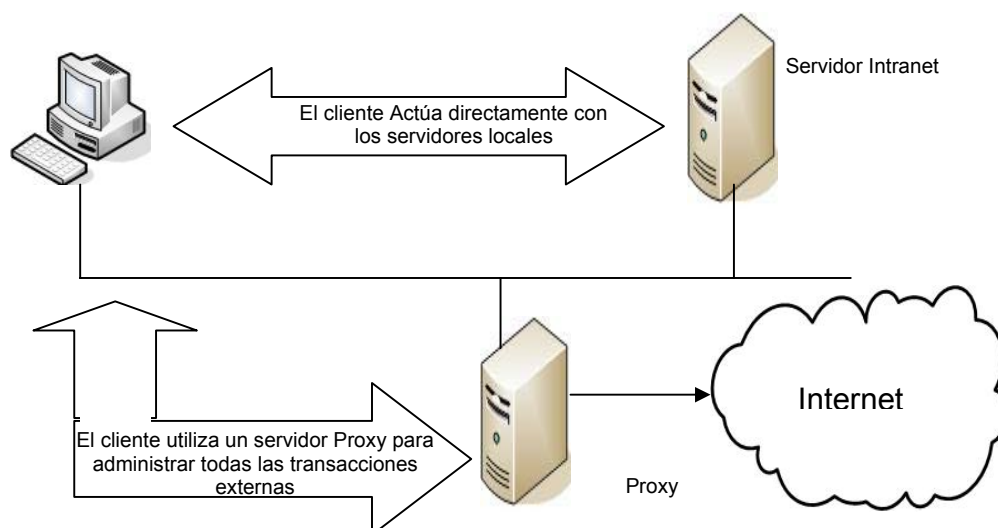 Servidor Intranet
El cliente Actúa directamente con
los servidores locales
Internet
El cliente utiliza un servidor Proxy para
administrar todas las transacciones
externas
Proxy